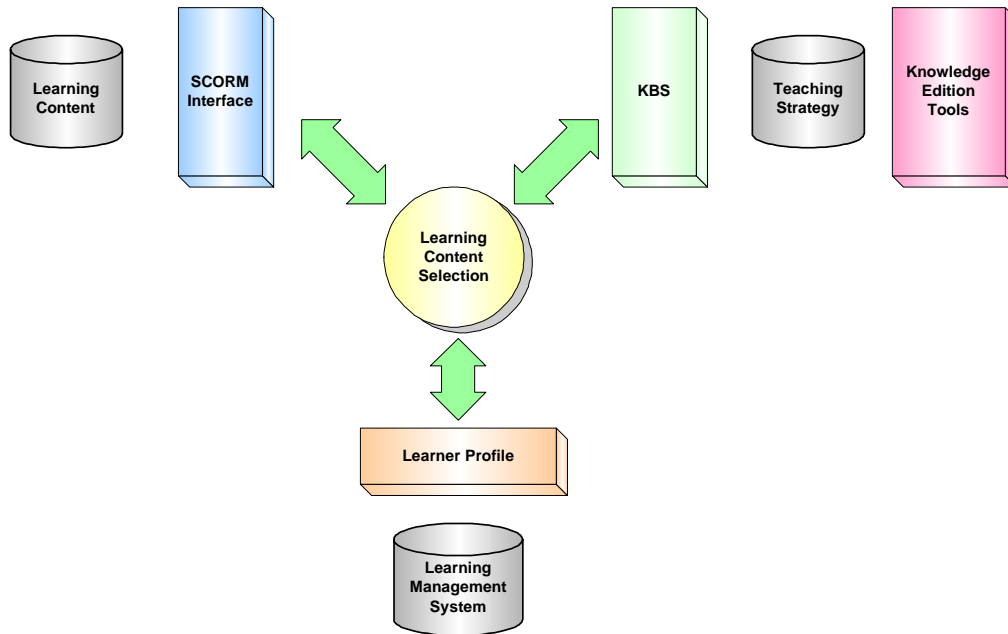 Learning
Content
SCORM
Interface
KBS
Teaching
Strategy
Knowledge
Edition
Tools
Learning
Content
Selection
Learner Profile
Learning
Management
System